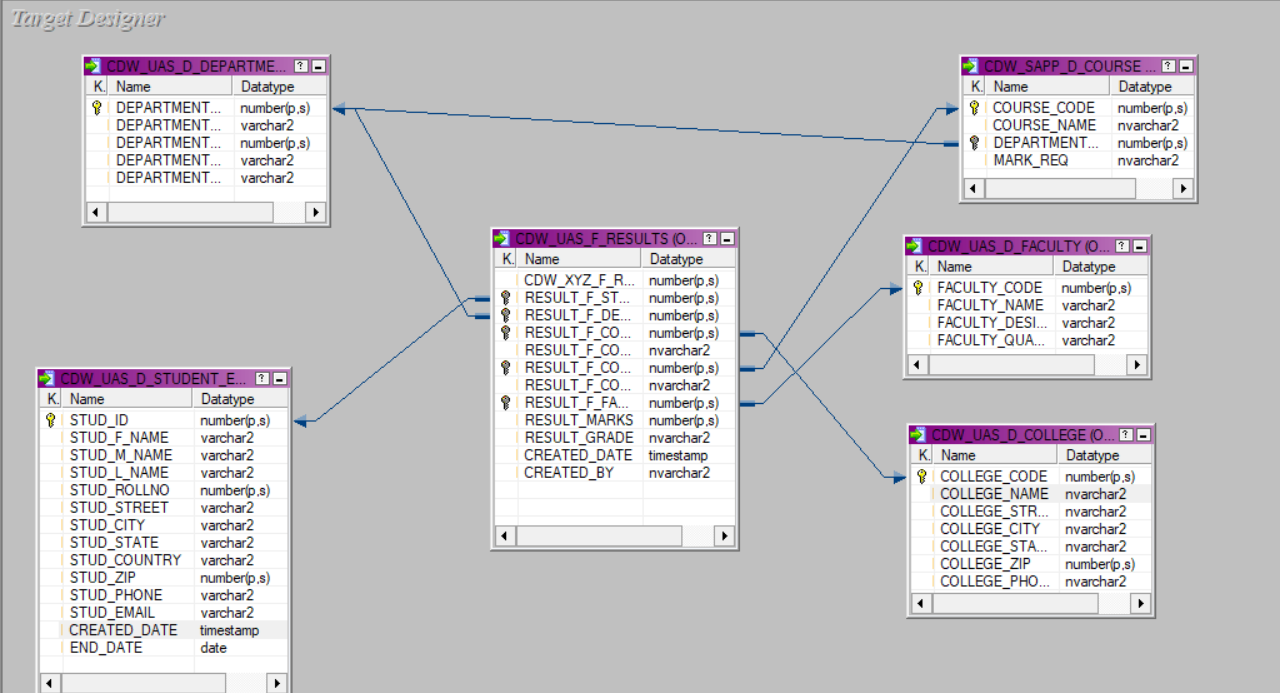 Target Designer
CDW_UAS_D_DEPARTME... ?
K. Name Datatype
DEPARTMENT... number(p,s)
DEPARTMENT... varchar2
DEPARTMENT... number(p,s)
DEPARTMENT... varchar2
DEPARTMENT... varchar2
CDW_SAPP_D_COURSE ... ?
K. Name Datatype
COURSE_CODE number(p,s)
COURSE_NAME nvarchar2
DEPARTMENT... number(p,s)
MARK_REQ nvarchar2
CDW_UAS_F_RESULTS (O... ?
K. Name Datatype
CDW_XYZ_F_R... number(p,s)
RESULT_F_ST... number(p,s)
RESULT_F_DE... number(p,s)
RESULT_F_CO... number(p,s)
RESULT_F_CO... nvarchar2
RESULT_F_CO... number(p,s)
RESULT_F_CO... nvarchar2
RESULT_F_FA... number(p,s)
RESULT_MARKS number(p,s)
RESULT_GRADE nvarchar2
CREATED_DATE timestamp
CREATED_BY nvarchar2
CDW_UAS_D_FACULTY (O... ?
K. Name Datatype
FACULTY_CODE number(p,s)
FACULTY_NAME varchar2
FACULTY_DESI... varchar2
FACULTY_QUA... varchar2
CDW_UAS_D_STUDENT_E... ?
K. Name Datatype
STUD_ID number(p,s)
STUD_F_NAME varchar2
STUD_M_NAME varchar2
STUD_L_NAME varchar2
STUD_ROLLNO number(p,s)
STUD_STREET varchar2
STUD_CITY varchar2
STUD_STATE varchar2
STUD_COUNTRY varchar2
STUD_ZIP number(p,s)
STUD_PHONE varchar2
STUD_EMAIL varchar2
CREATED_DATE timestamp
END_DATE date
CDW_UAS_D_COLLEGE (O... ?
K. Name Datatype
COLLEGE_CODE number(p,s)
COLLEGE_NAME nvarchar2
COLLEGE_STR... nvarchar2
COLLEGE_CITY nvarchar2
COLLEGE_STA... nvarchar2
COLLEGE_ZIP number(p,s)
COLLEGE_PHO... nvarchar2